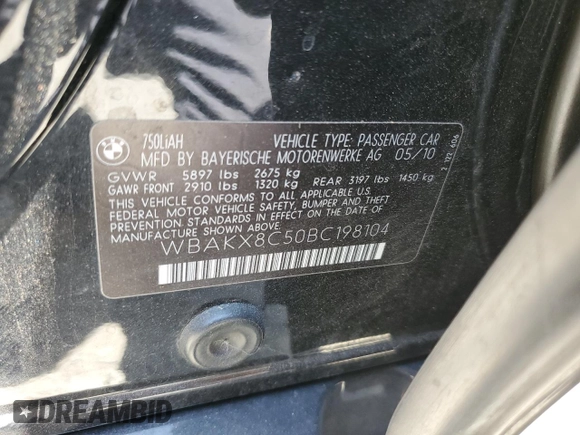 BMW
750LiAH VEHICLE TYPE: PASSENGER CAR
MFD BY BAYERISCHE MOTORENWERKE AG 05/10
GVWR 5897 lbs 2675 kg
GAWR FRONT 2910 lbs 1320 kg REAR 3197 lbs 1450 kg
THIS VEHICLE CONFORMS TO ALL APPLICABLE U.S.
FEDERAL MOTOR VEHICLE SAFETY, BUMPER AND THEFT
PREVENTION STANDARDS IN EFFECT ON THE DATE OF
MANUFACTURE SHOWN ABOVE.
WBAKX8C50BC198104
DREAMBID